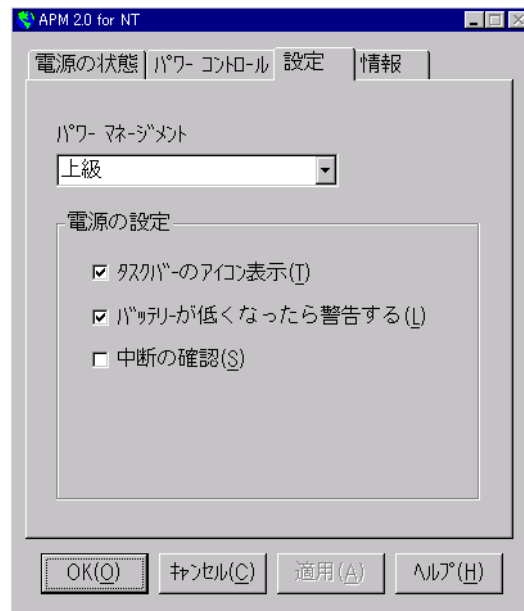 APM 2.0 for NT
電源の状態 ﾊﾟﾜｰ ｺﾝﾄﾛｰﾙ 設定 情報
ﾊﾟﾜｰ ﾏﾈｰｼﾞﾒﾝﾄ
上級
電源の設定
ﾀｽｸﾊﾞｰのｱｲｺﾝ表示(T)
ﾊﾞｯﾃﾘｰが低くなったら警告する(L)
中断の確認(S)
OK(O) ｷｬﾝｾﾙ(C) 適用(A) ﾍﾙﾌﾟ(H)